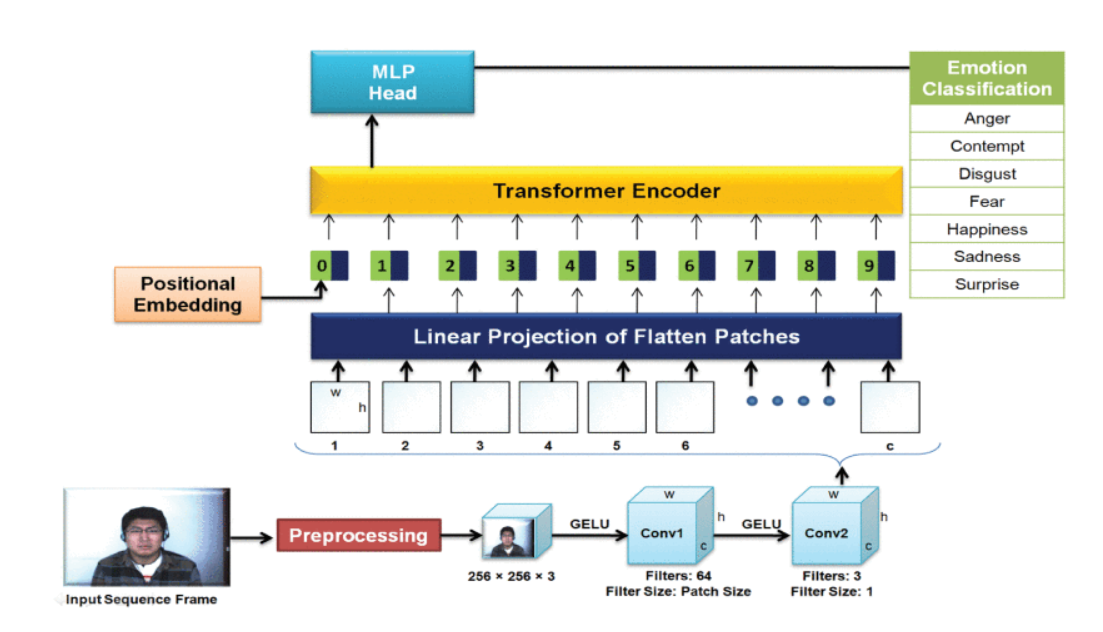 MLP
Head
Emotion
Classification
Anger
Contempt
Disgust
Fear
Happiness
Sadness
Surprise
Transformer Encoder
0 1 2 3 4 5 6 7 8 9
Positional
Embedding
Linear Projection of Flatten Patches
w
h
1 2 3 4 5 6 c
Input Sequence Frame
Preprocessing
256 × 256 × 3
GELU
w
h
Conv1
c
Filters: 64
Filter Size: Patch Size
GELU
w
h
Conv2
c
Filters: 3
Filter Size: 1